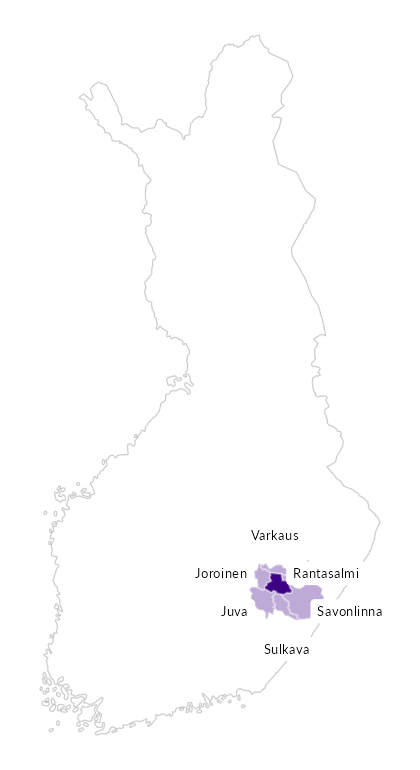 Varkaus
Joroinen
Rantasalmi
Juva
Savonlinna
Sulkava